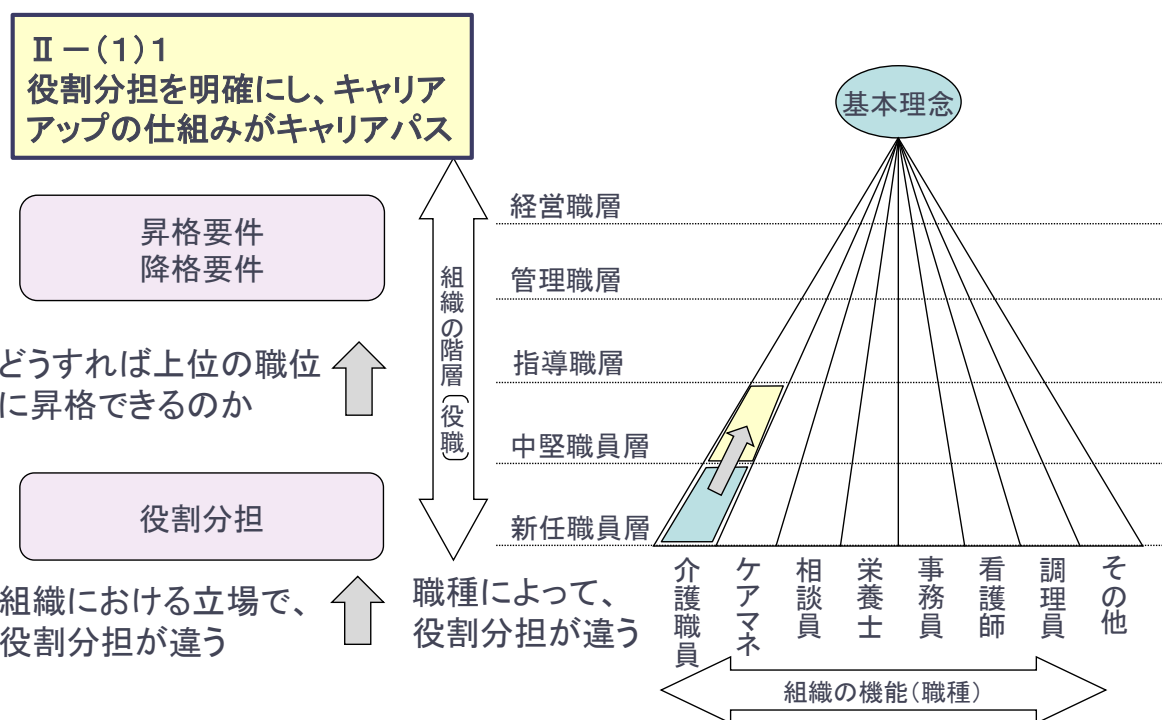 Ⅱ－(1)1
役割分担を明確にし、キャリア
アップの仕組みがキャリアパス
基本理念
昇格要件
降格要件
どうすれば上位の職位
に昇格できるのか
役割分担
組織における立場で、
役割分担が違う
組織の階層(役職)
職種によって、
役割分担が違う
経営職層
管理職層
指導職層
中堅職員層
新任職員層
介護職員
ケアマネ
相談員
栄養士
事務員
看護師
調理員
その他
組織の機能(職種)